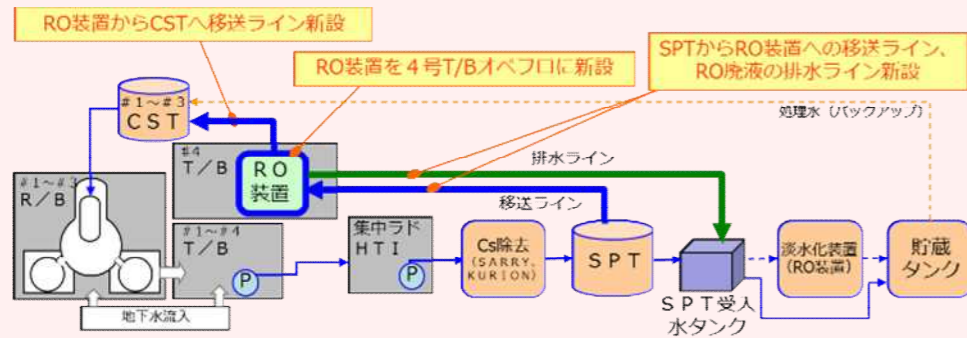 RO装置からCSTへ移送ライン新設
RO装置を４号T/Bオペフロに新設
SPTからRO装置への移送ライン、
RO廃液の排水ライン新設
＃１～＃３
ＣＳＴ
処理水（バックアップ）
#4
Ｔ／Ｂ
ＲＯ
装置
排水ライン
移送ライン
＃１～＃３
Ｒ／Ｂ
＃１～＃４
Ｔ／Ｂ
Ｐ
集中ラド
ＨＴＩ
Ｐ
Cs除去
(SARRY,
KURION)
ＳＰＴ
ＳＰＴ受入
水タンク
淡水化装置
(RO装置)
貯蔵
タンク
地下水流入